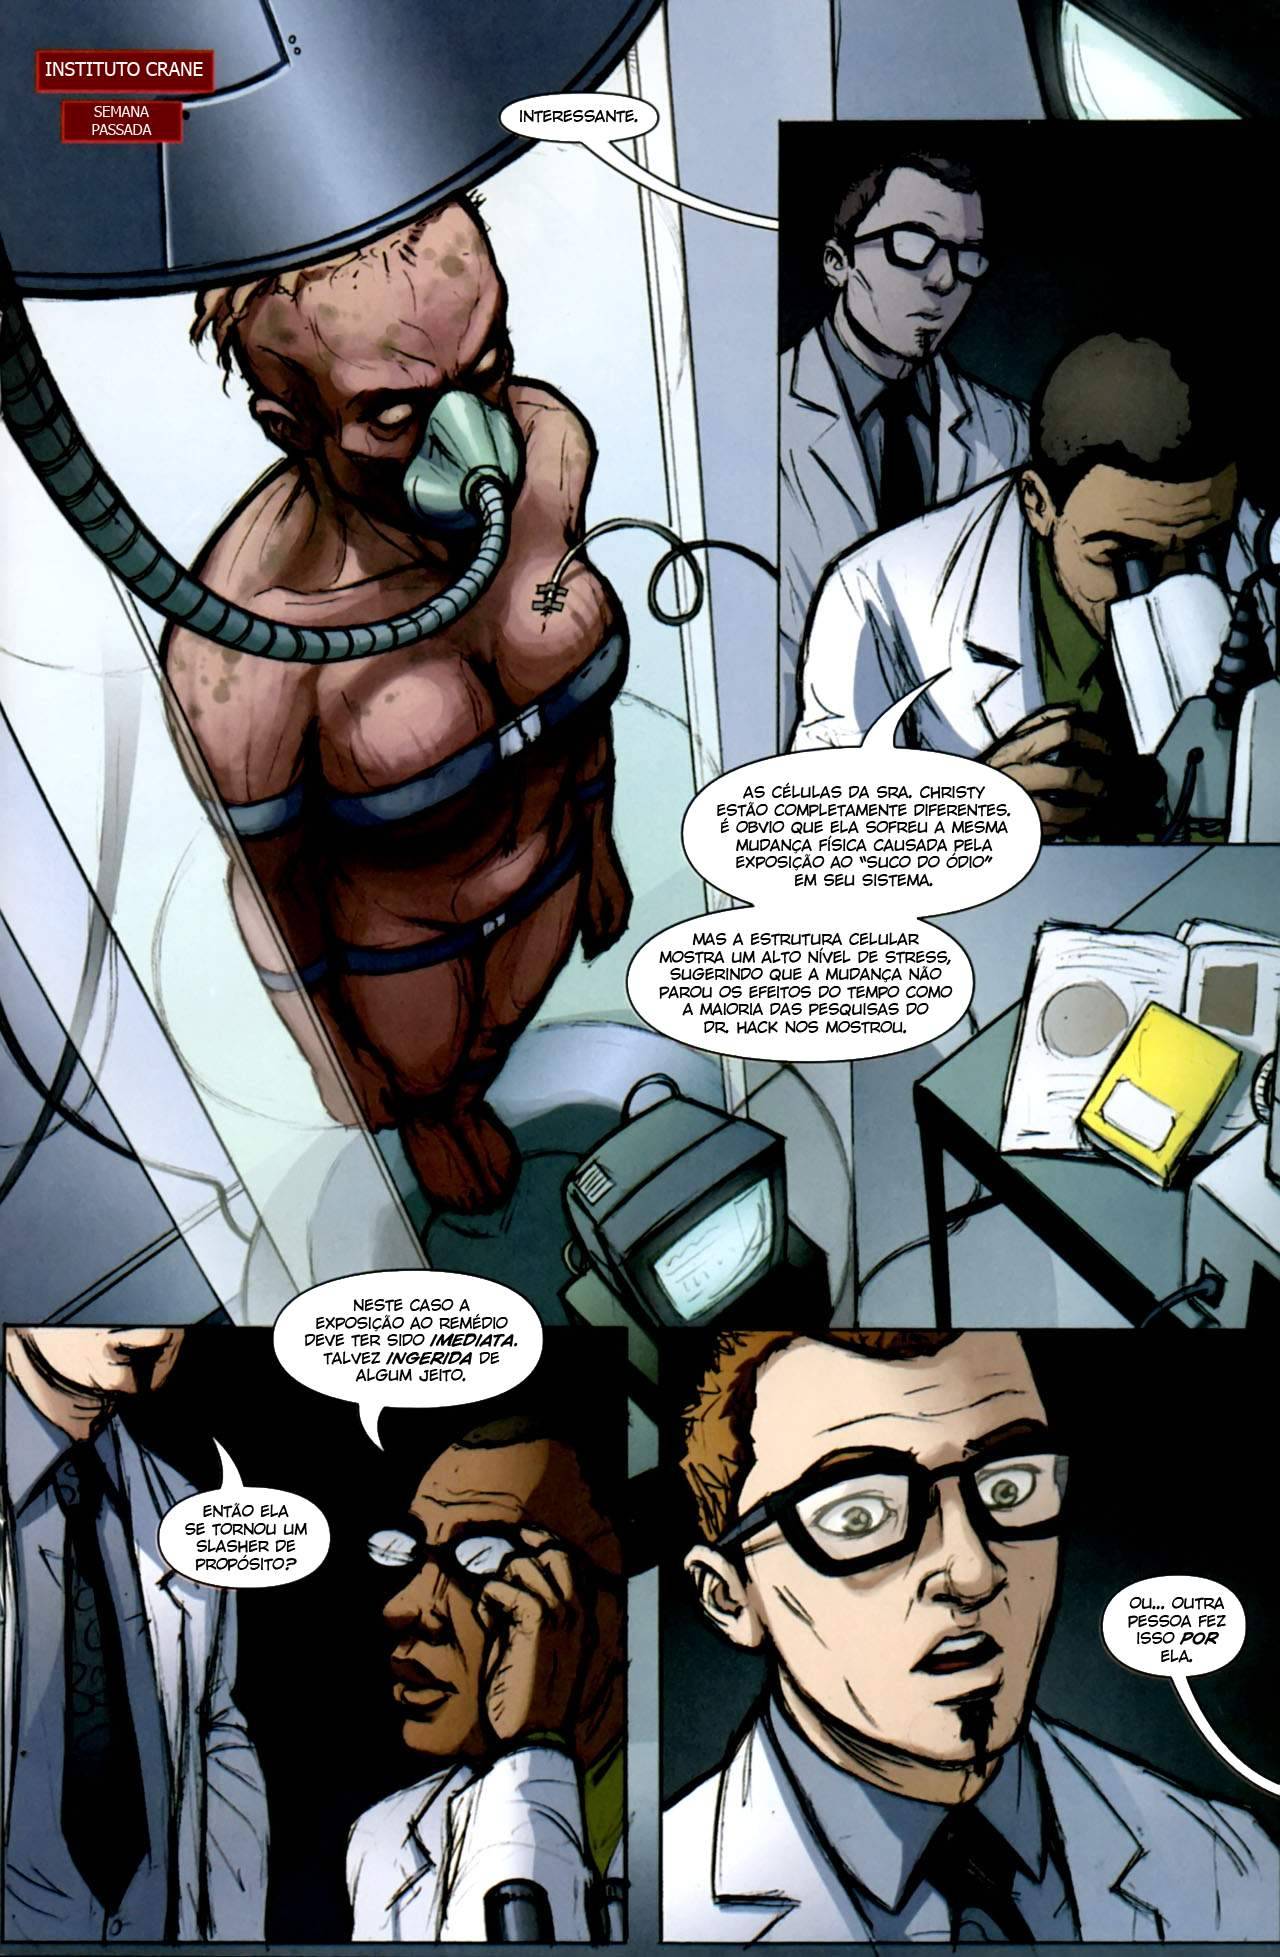 INSTITUTO CRANE
SEMANA
PASSADA
INTERESSANTE.
AS CÉLULAS DA SRA. CHRISTY
ESTÃO COMPLETAMENTE DIFERENTES.
É OBVIO QUE ELA SOFREU A MESMA
MUDANÇA FÍSICA CAUSADA PELA
EXPOSIÇÃO AO "SUCO DO ÓDIO"
EM SEU SISTEMA.
MAS A ESTRUTURA CELULAR
MOSTRA UM ALTO NÍVEL DE STRESS,
SUGERINDO QUE A MUDANÇA NÃO
PAROU OS EFEITOS DO TEMPO COMO
A MAIORIA DAS PESQUISAS DO
DR. HACK NOS MOSTROU.
NESTE CASO A
EXPOSIÇÃO AO REMÉDIO
DEVE TER SIDO IMEDIATA.
TALVEZ INGERIDA DE
ALGUM JEITO.
ENTÃO ELA
SE TORNOU UM
SLASHER DE
PROPÓSITO?
OU... OUTRA
PESSOA FEZ
ISSO POR
ELA.